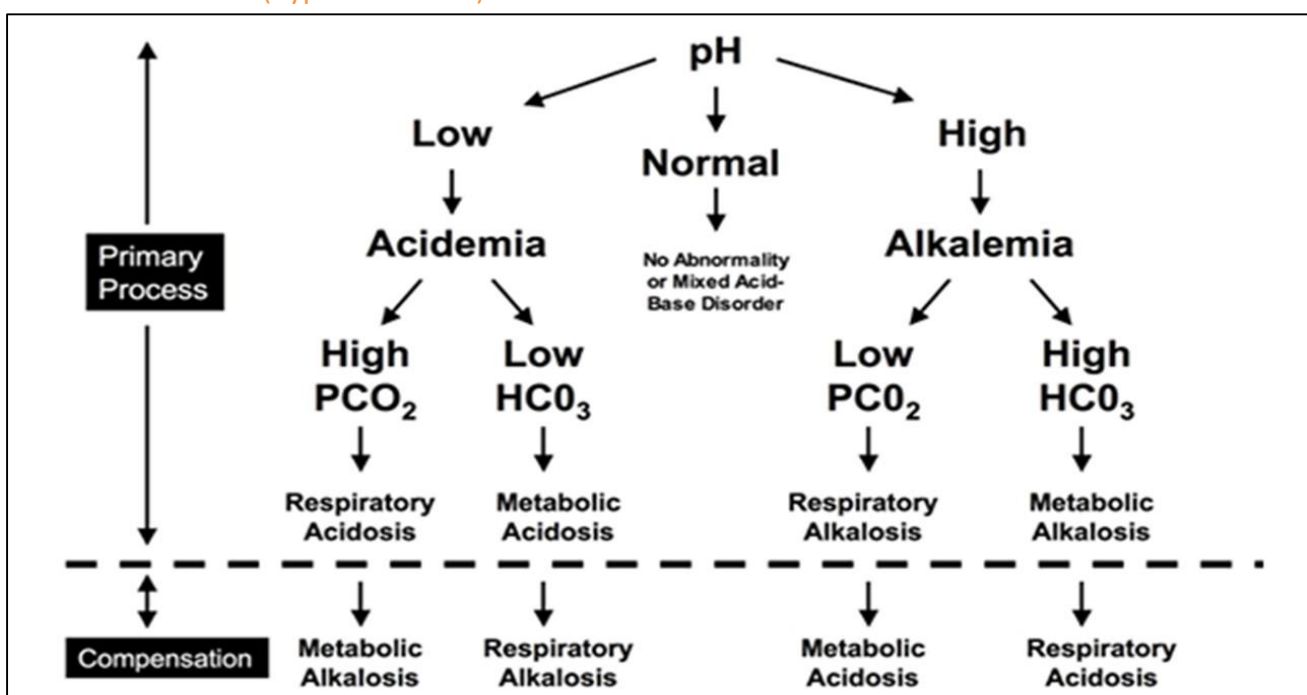 pH
Low
Normal
High
Acidemia
No Abnormality
or Mixed Acid-
Base Disorder
Alkalemia
Primary
Process
High
PCO₂
Low
HC0₃
Low
PC0₂
High
HC0₃
Respiratory
Acidosis
Metabolic
Acidosis
Respiratory
Alkalosis
Metabolic
Alkalosis
Compensation
Metabolic
Alkalosis
Respiratory
Alkalosis
Metabolic
Acidosis
Respiratory
Acidosis